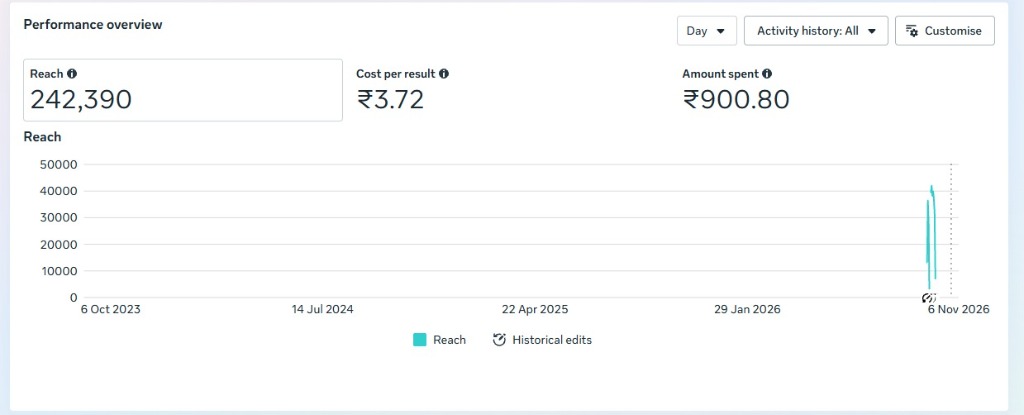 Performance overview
Day
Activity history: All
Customise
Reach
242,390
Cost per result
₹3.72
Amount spent
₹900.80
Reach
50000
40000
30000
20000
10000
0
6 Oct 2023
14 Jul 2024
22 Apr 2025
29 Jan 2026
6 Nov 2026
Reach
Historical edits